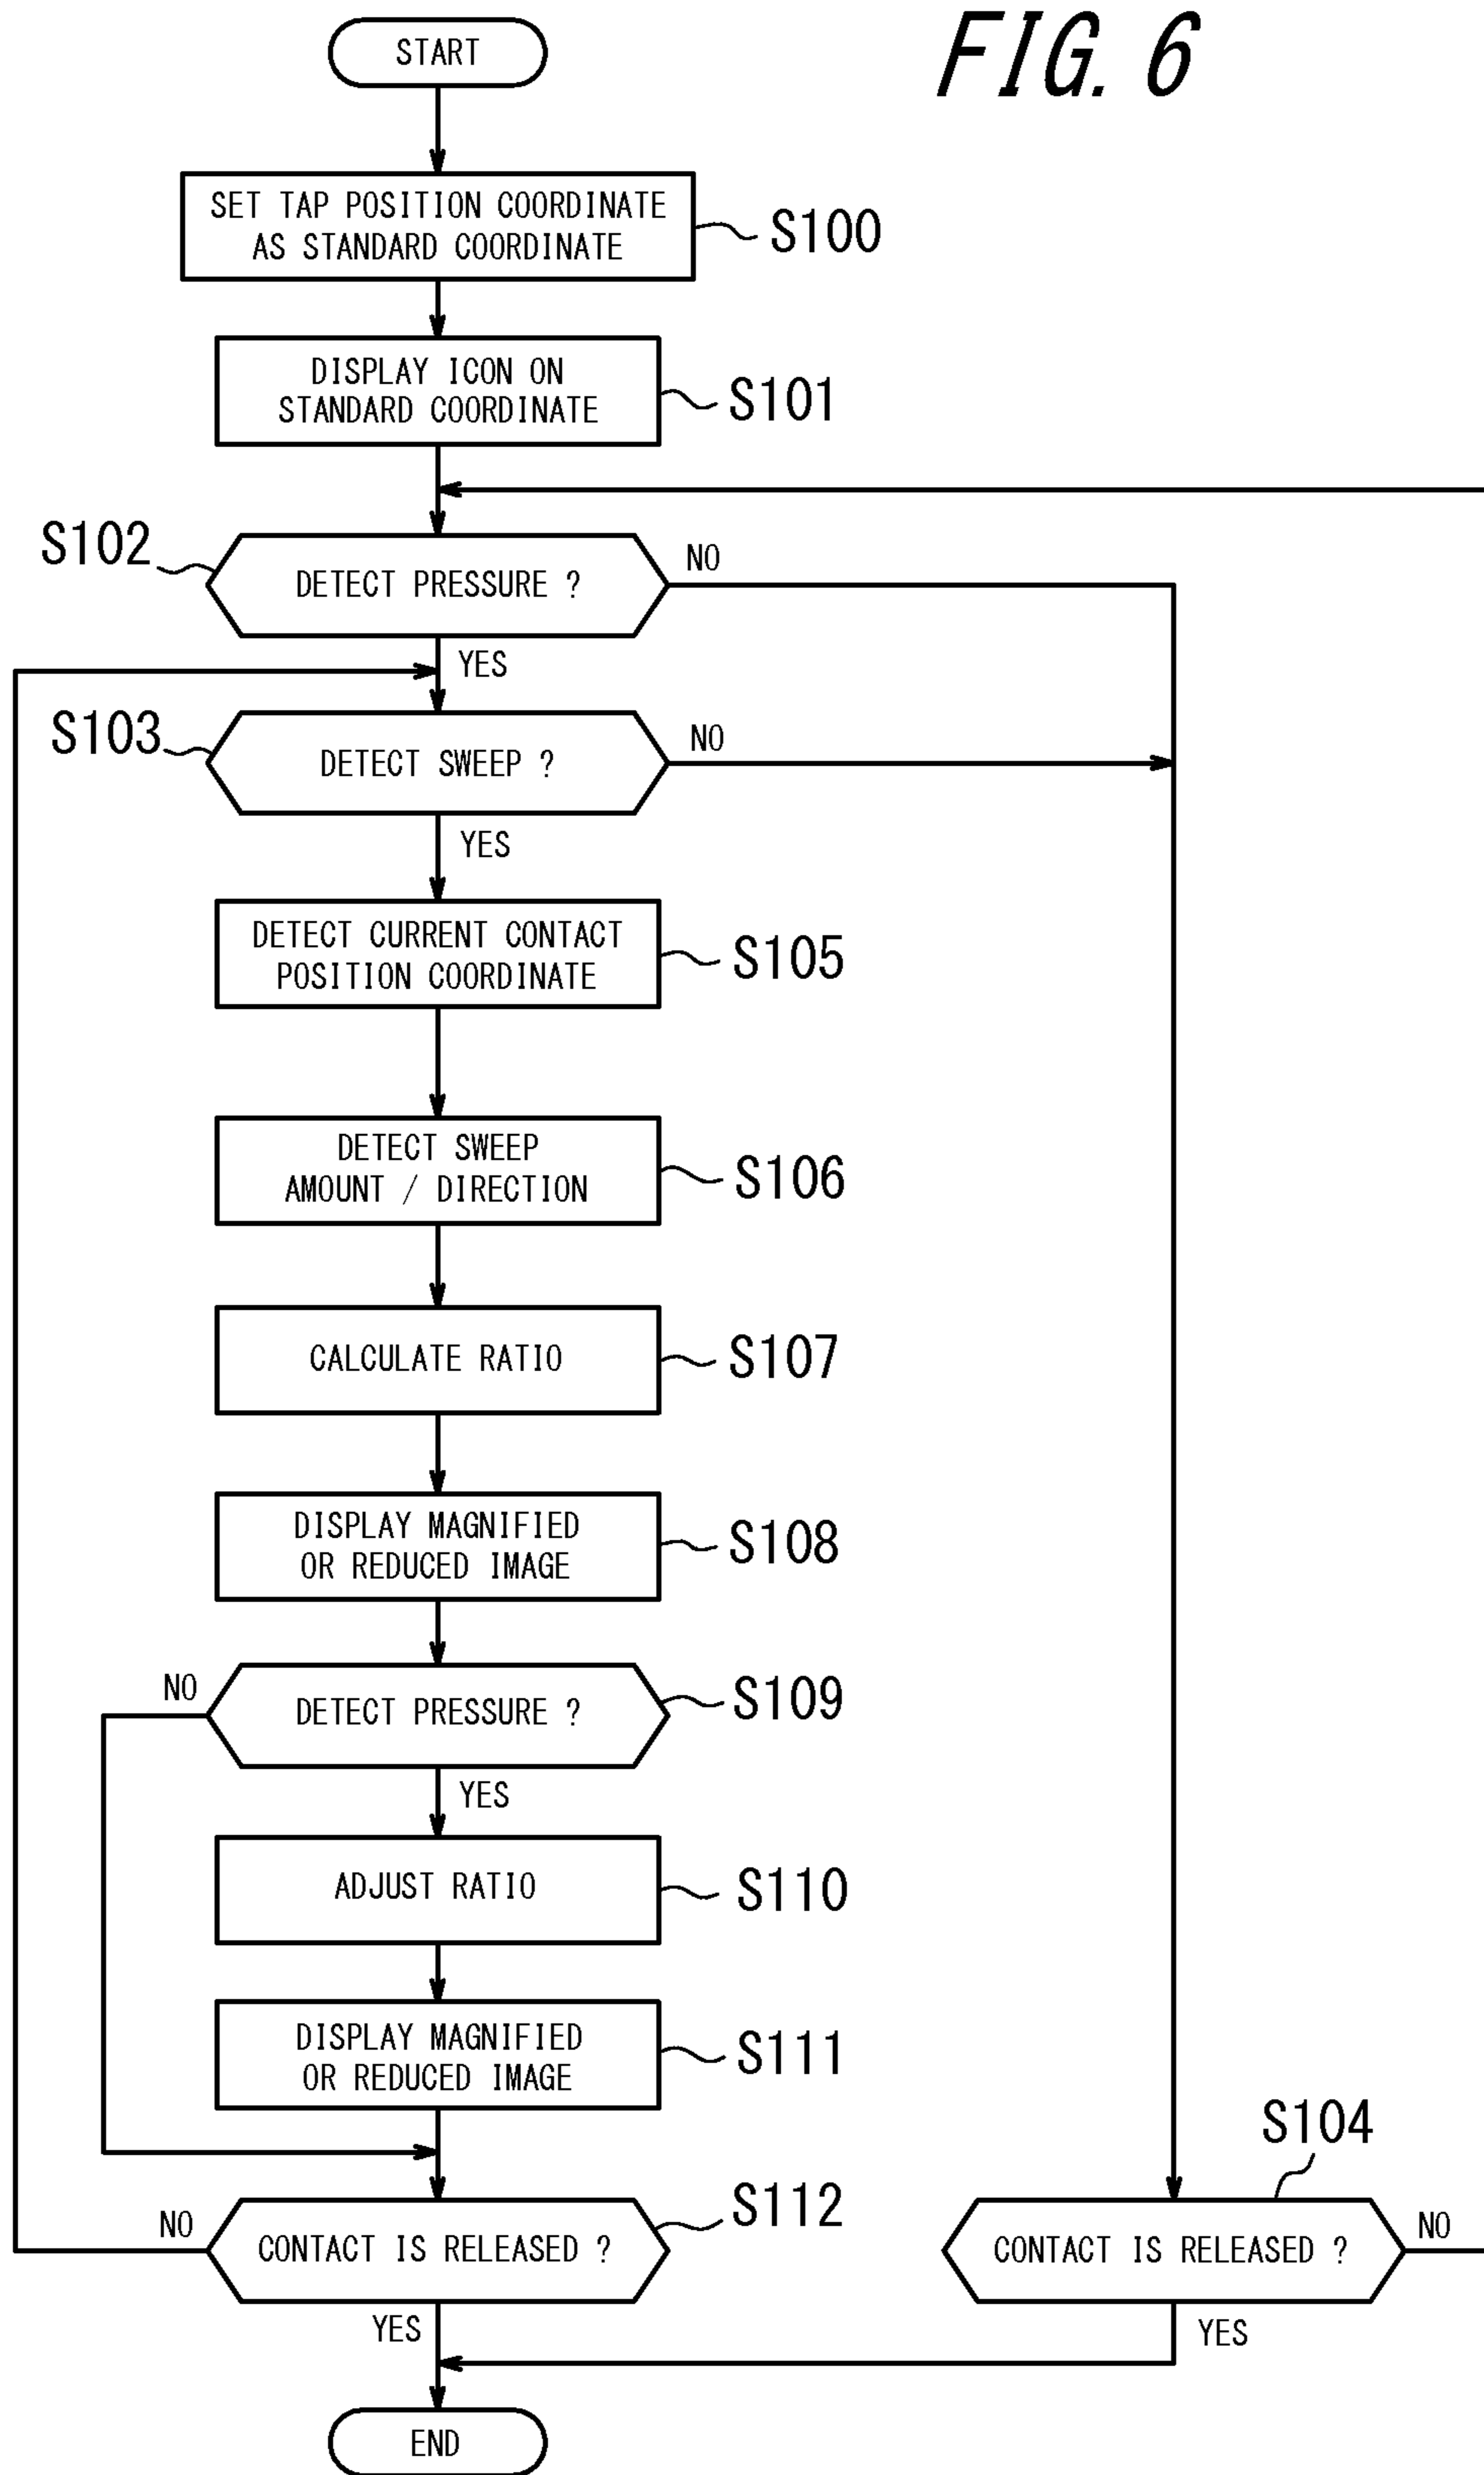 FIG. 6
START
SET TAP POSITION COORDINATE
AS STANDARD COORDINATE
S100
DISPLAY ICON ON
STANDARD COORDINATE
S101
S102
DETECT PRESSURE ?
NO
YES
S103
DETECT SWEEP ?
NO
YES
DETECT CURRENT CONTACT
POSITION COORDINATE
S105
DETECT SWEEP
AMOUNT / DIRECTION
S106
CALCULATE RATIO
S107
DISPLAY MAGNIFIED
OR REDUCED IMAGE
S108
NO
DETECT PRESSURE ?
S109
YES
ADJUST RATIO
S110
DISPLAY MAGNIFIED
OR REDUCED IMAGE
S111
S104
NO
CONTACT IS RELEASED ?
S112
CONTACT IS RELEASED ?
NO
YES
YES
END